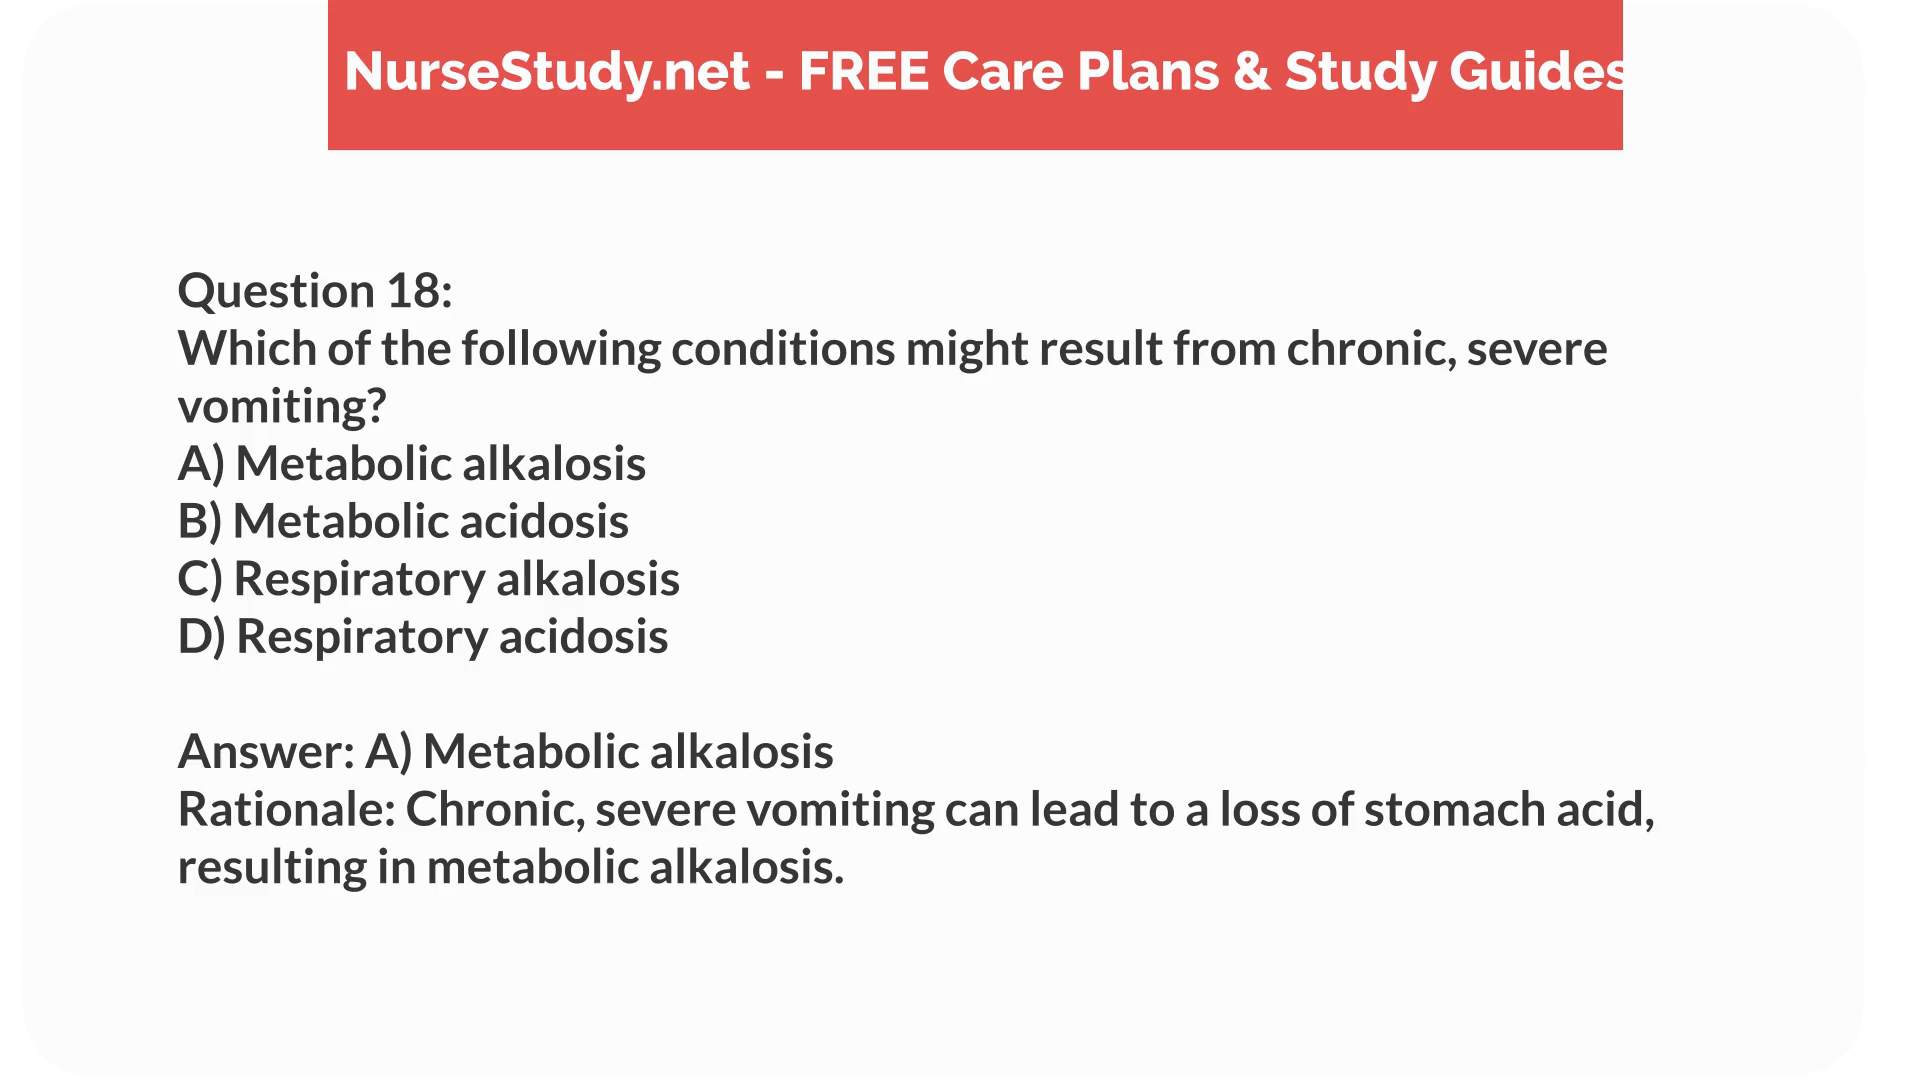 NurseStudy.net - FREE Care Plans & Study Guides
Question 18:
Which of the following conditions might result from chronic, severe
vomiting?
A) Metabolic alkalosis
B) Metabolic acidosis
C) Respiratory alkalosis
D) Respiratory acidosis
Answer: A) Metabolic alkalosis
Rationale: Chronic, severe vomiting can lead to a loss of stomach acid,
resulting in metabolic alkalosis.